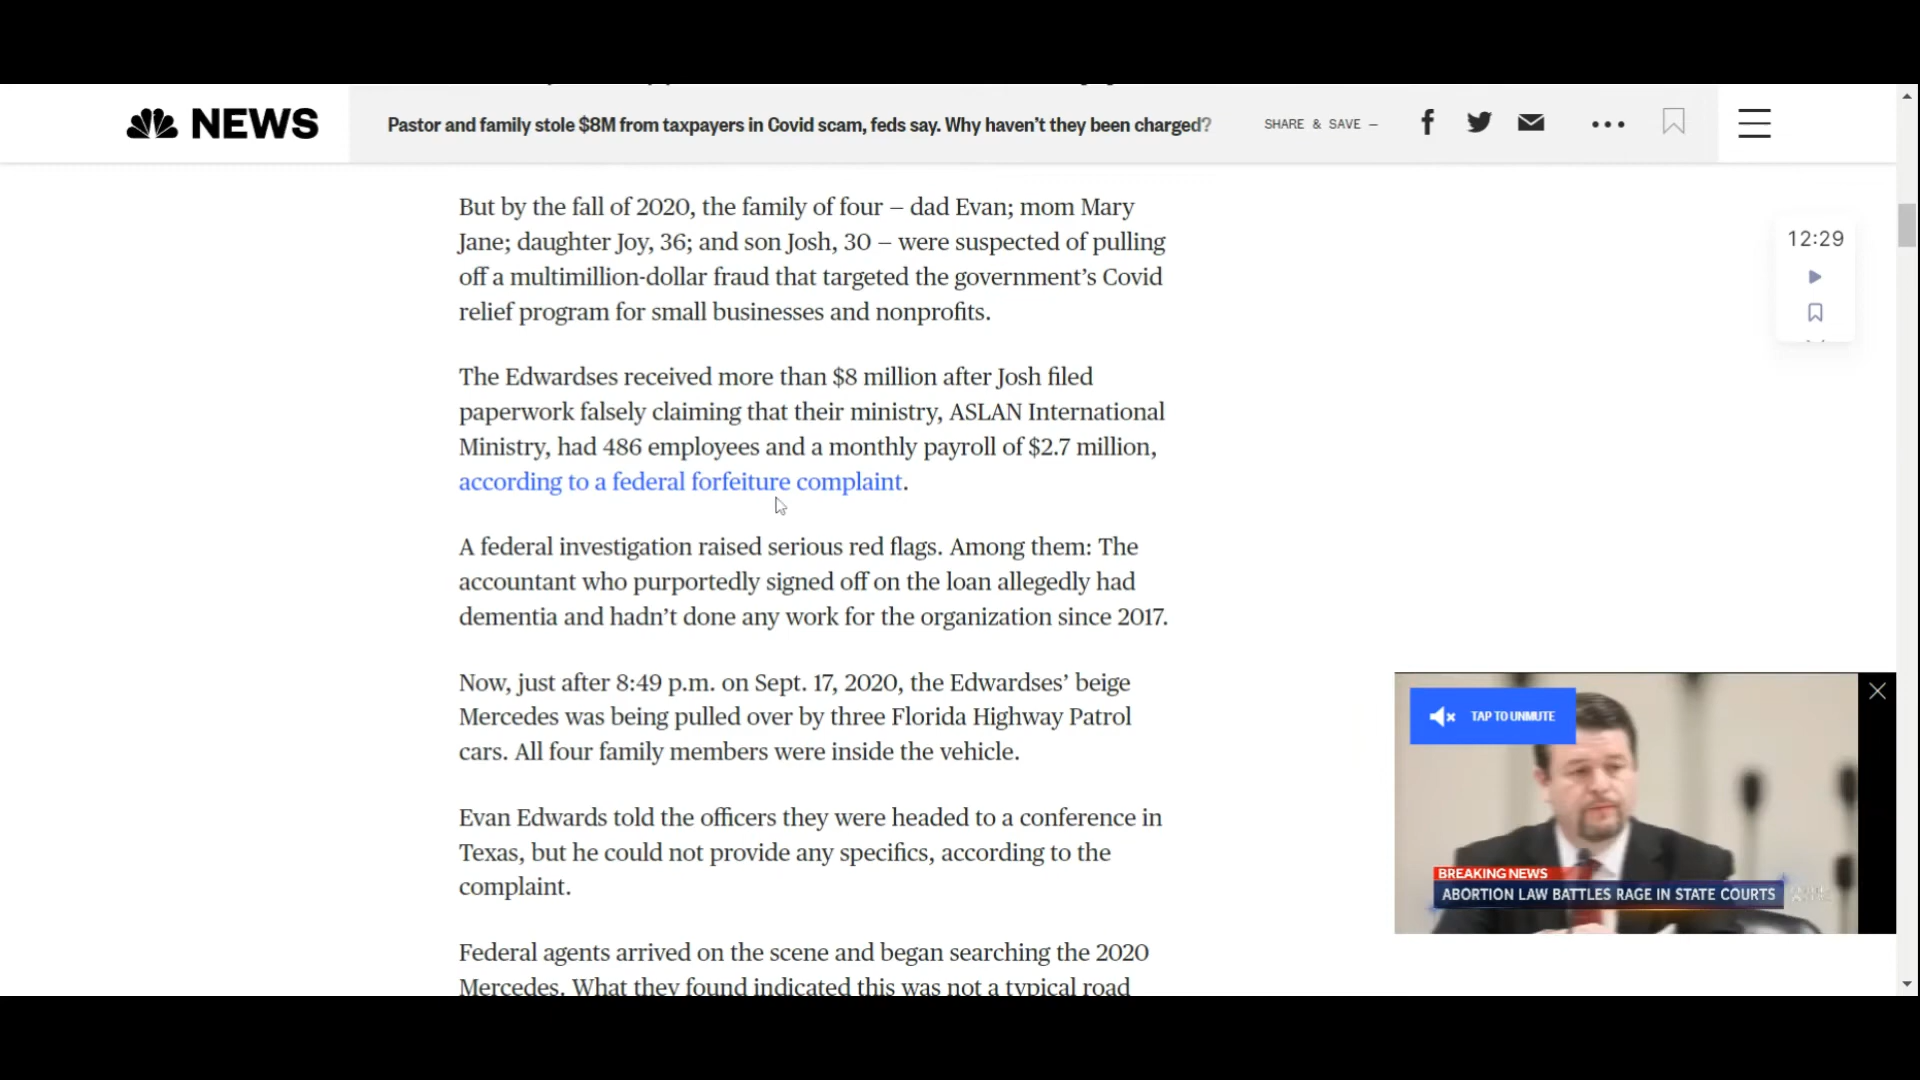 NEWS
Pastor and family stole $8M from taxpayers in Covid scam, feds say. Why haven't they been charged?
SHARE & SAVE —
But by the fall of 2020, the family of four – dad Evan; mom Mary
Jane; daughter Joy, 36; and son Josh, 30 – were suspected of pulling
off a multimillion-dollar fraud that targeted the government’s Covid
relief program for small businesses and nonprofits.
12:29
The Edwardses received more than $8 million after Josh filed
paperwork falsely claiming that their ministry, ASLAN International
Ministry, had 486 employees and a monthly payroll of $2.7 million,
according to a federal forfeiture complaint.
A federal investigation raised serious red flags. Among them: The
accountant who purportedly signed off on the loan allegedly had
dementia and hadn’t done any work for the organization since 2017.
Now, just after 8:49 p.m. on Sept. 17, 2020, the Edwardses’ beige
Mercedes was being pulled over by three Florida Highway Patrol
cars. All four family members were inside the vehicle.
TAP TO UNMUTE
Evan Edwards told the officers they were headed to a conference in
Texas, but he could not provide any specifics, according to the
complaint.
BREAKING NEWS
ABORTION LAW BATTLES RAGE IN STATE COURTS
Federal agents arrived on the scene and began searching the 2020
Mercedes. What they found indicated this was not a typical road